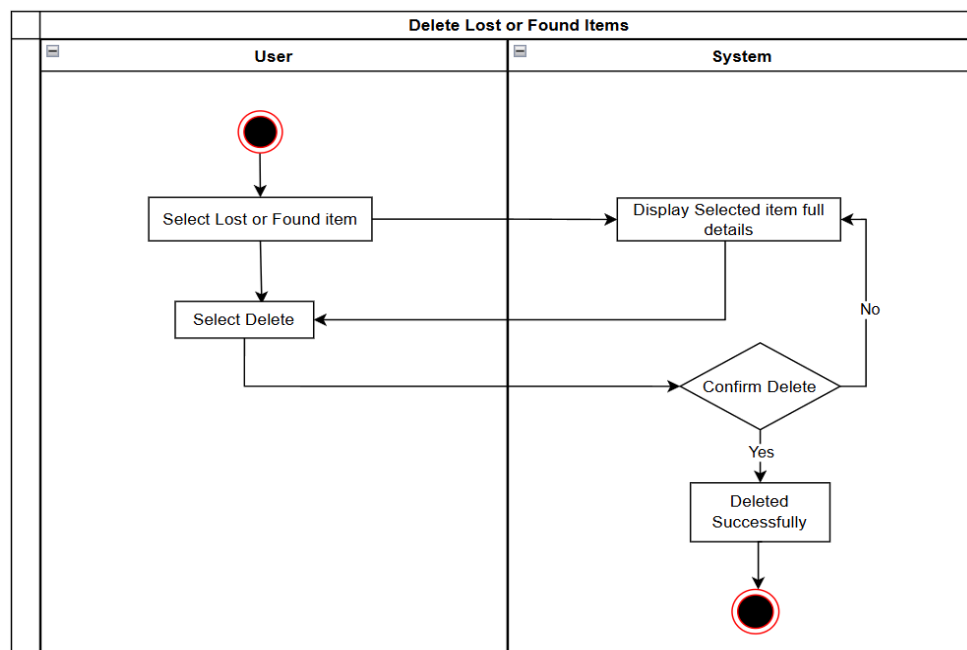 Delete Lost or Found Items
User
System
Select Lost or Found item
Display Selected item full
details
Select Delete
No
Confirm Delete
Yes
Deleted
Successfully